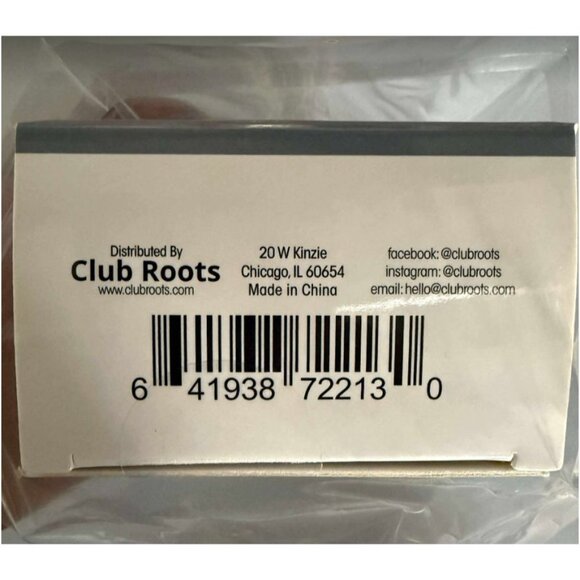 Distributed By
Club Roots
www.clubroots.com
20 W Kinzie
Chicago, IL 60654
Made in China
facebook: @clubroots
instagram: @clubroots
email: hello@clubroots.com
6 41938 72213 0